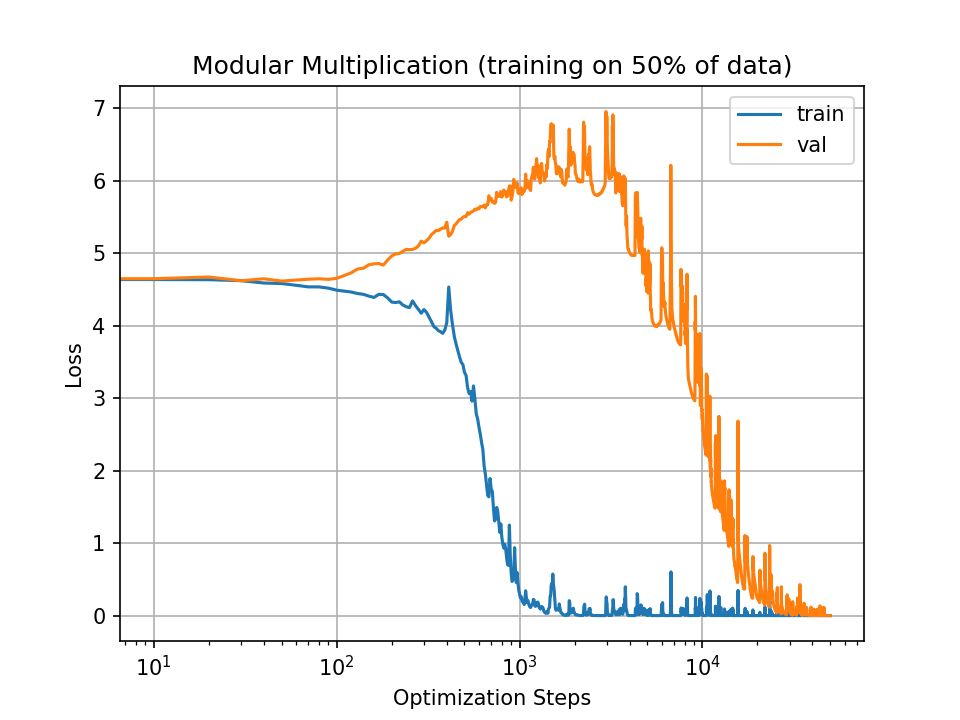 Modular Multiplication (training on 50% of data)
train
val
7
6
5
4
3
2
1
0
Loss
10¹ 10² 10³ 10⁴
Optimization Steps